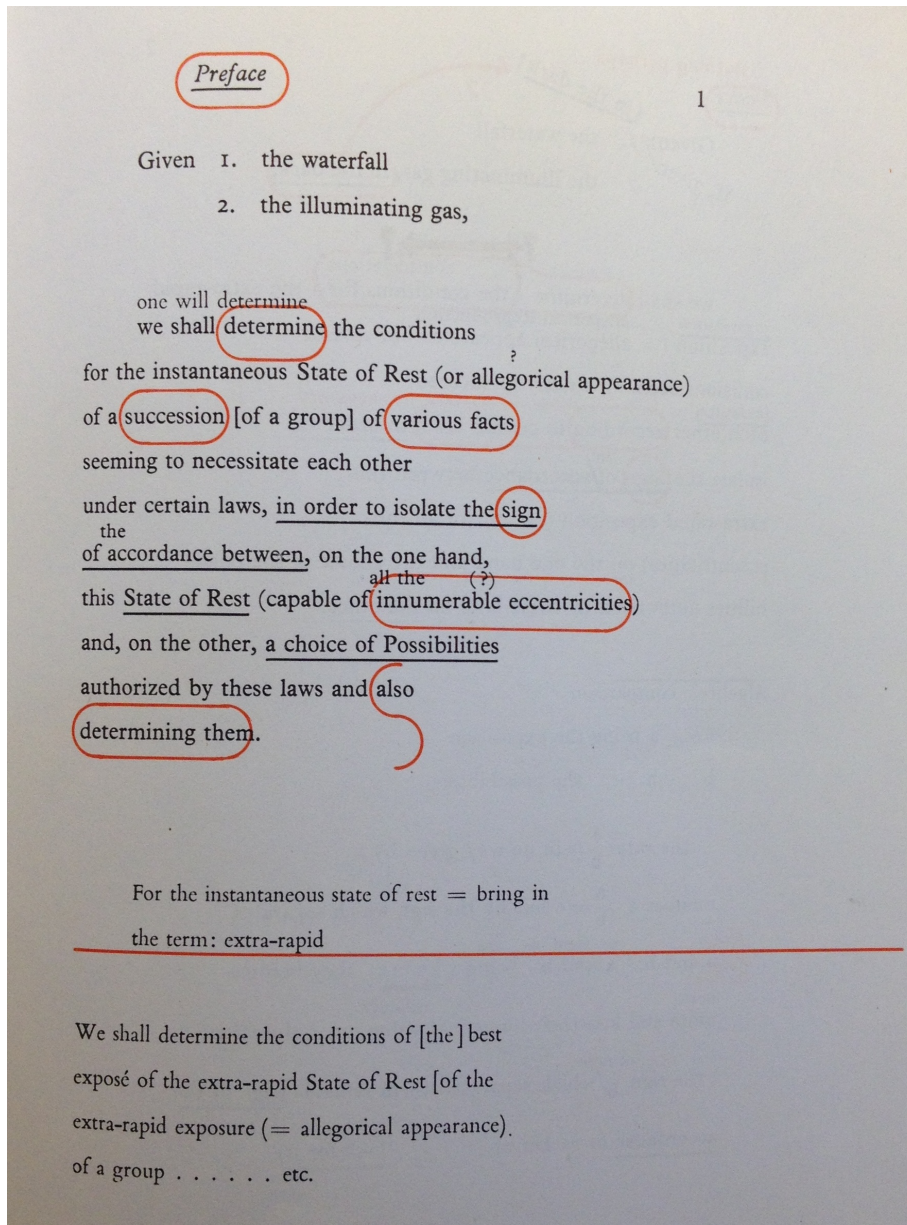 Preface
1
Given 1. the waterfall
2. the illuminating gas,
one will determine
we shall determine the conditions
?
for the instantaneous State of Rest (or allegorical appearance)
of a succession [of a group] of various facts
seeming to necessitate each other
under certain laws, in order to isolate the sign
the
of accordance between, on the one hand,
all the (?)
this State of Rest (capable of innumerable eccentricities)
and, on the other, a choice of Possibilities
authorized by these laws and also
determining them.
For the instantaneous state of rest = bring in
the term: extra-rapid
We shall determine the conditions of [the] best
exposé of the extra-rapid State of Rest [of the
extra-rapid exposure (= allegorical appearance).
of a group . . . . . . etc.